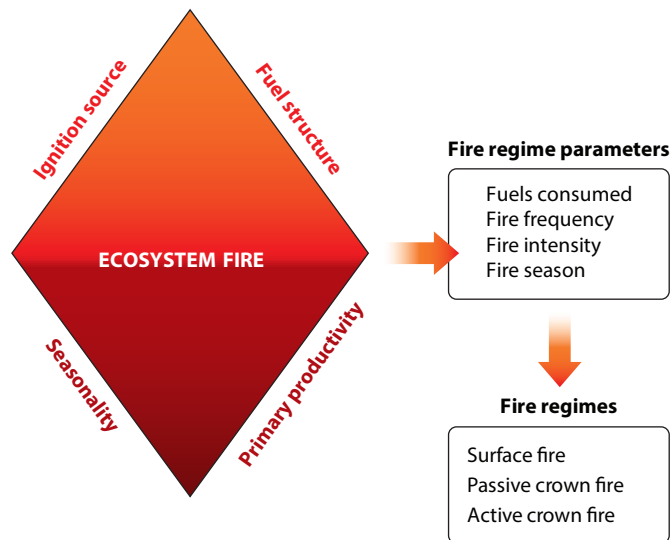 Ignition source
Fuel structure
ECOSYSTEM FIRE
Seasonality
Primary productivity
Fire regime parameters
Fuels consumed
Fire frequency
Fire intensity
Fire season
Fire regimes
Surface fire
Passive crown fire
Active crown fire